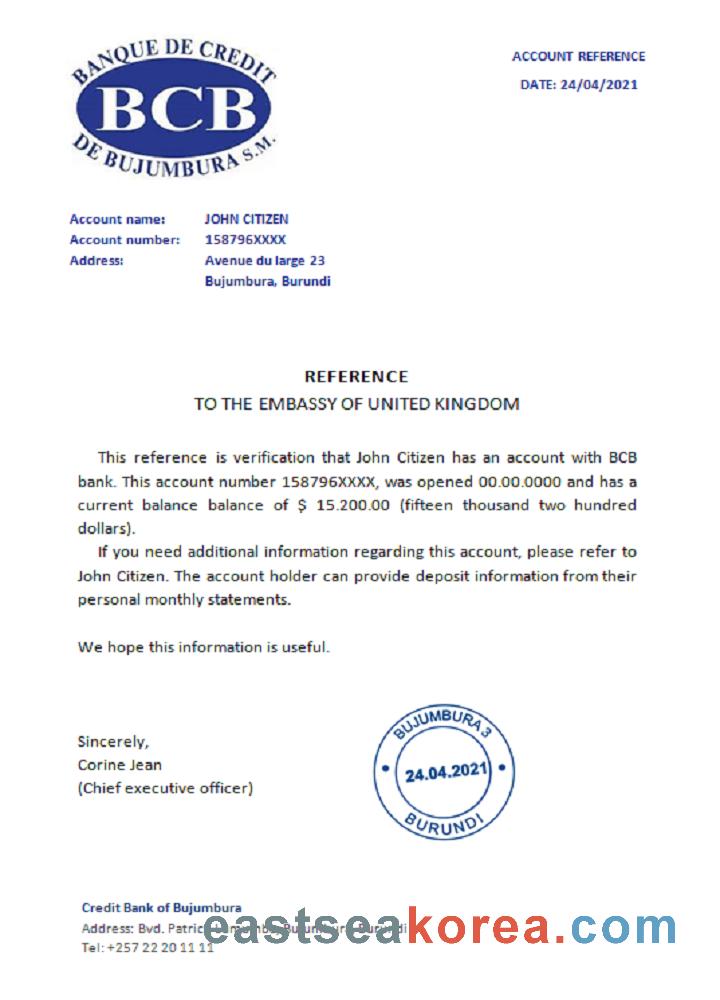 BANQUE DE CREDIT
BCB
DE BUJUMBURA S.M.
ACCOUNT REFERENCE
DATE: 24/04/2021
Account name: JOHN CITIZEN
Account number: 158796XXXX
Address: Avenue du large 23
Bujumbura, Burundi
REFERENCE
TO THE EMBASSY OF UNITED KINGDOM
This reference is verification that John Citizen has an account with BCB
bank. This account number 158796XXXX, was opened 00.00.0000 and has a
current balance balance of $ 15.200.00 (fifteen thousand two hundred
dollars).
If you need additional information regarding this account, please refer to
John Citizen. The account holder can provide deposit information from their
personal monthly statements.
We hope this information is useful.
Sincerely,
Corine Jean
(Chief executive officer)
BUJUMBURA 3
24.04.2021
BURUNDI
Credit Bank of Bujumbura
Address: Bvd. Patrice Lumumba, Bujumbura, Burundi
Tel: +257 22 20 11 11
eastseakorea.com